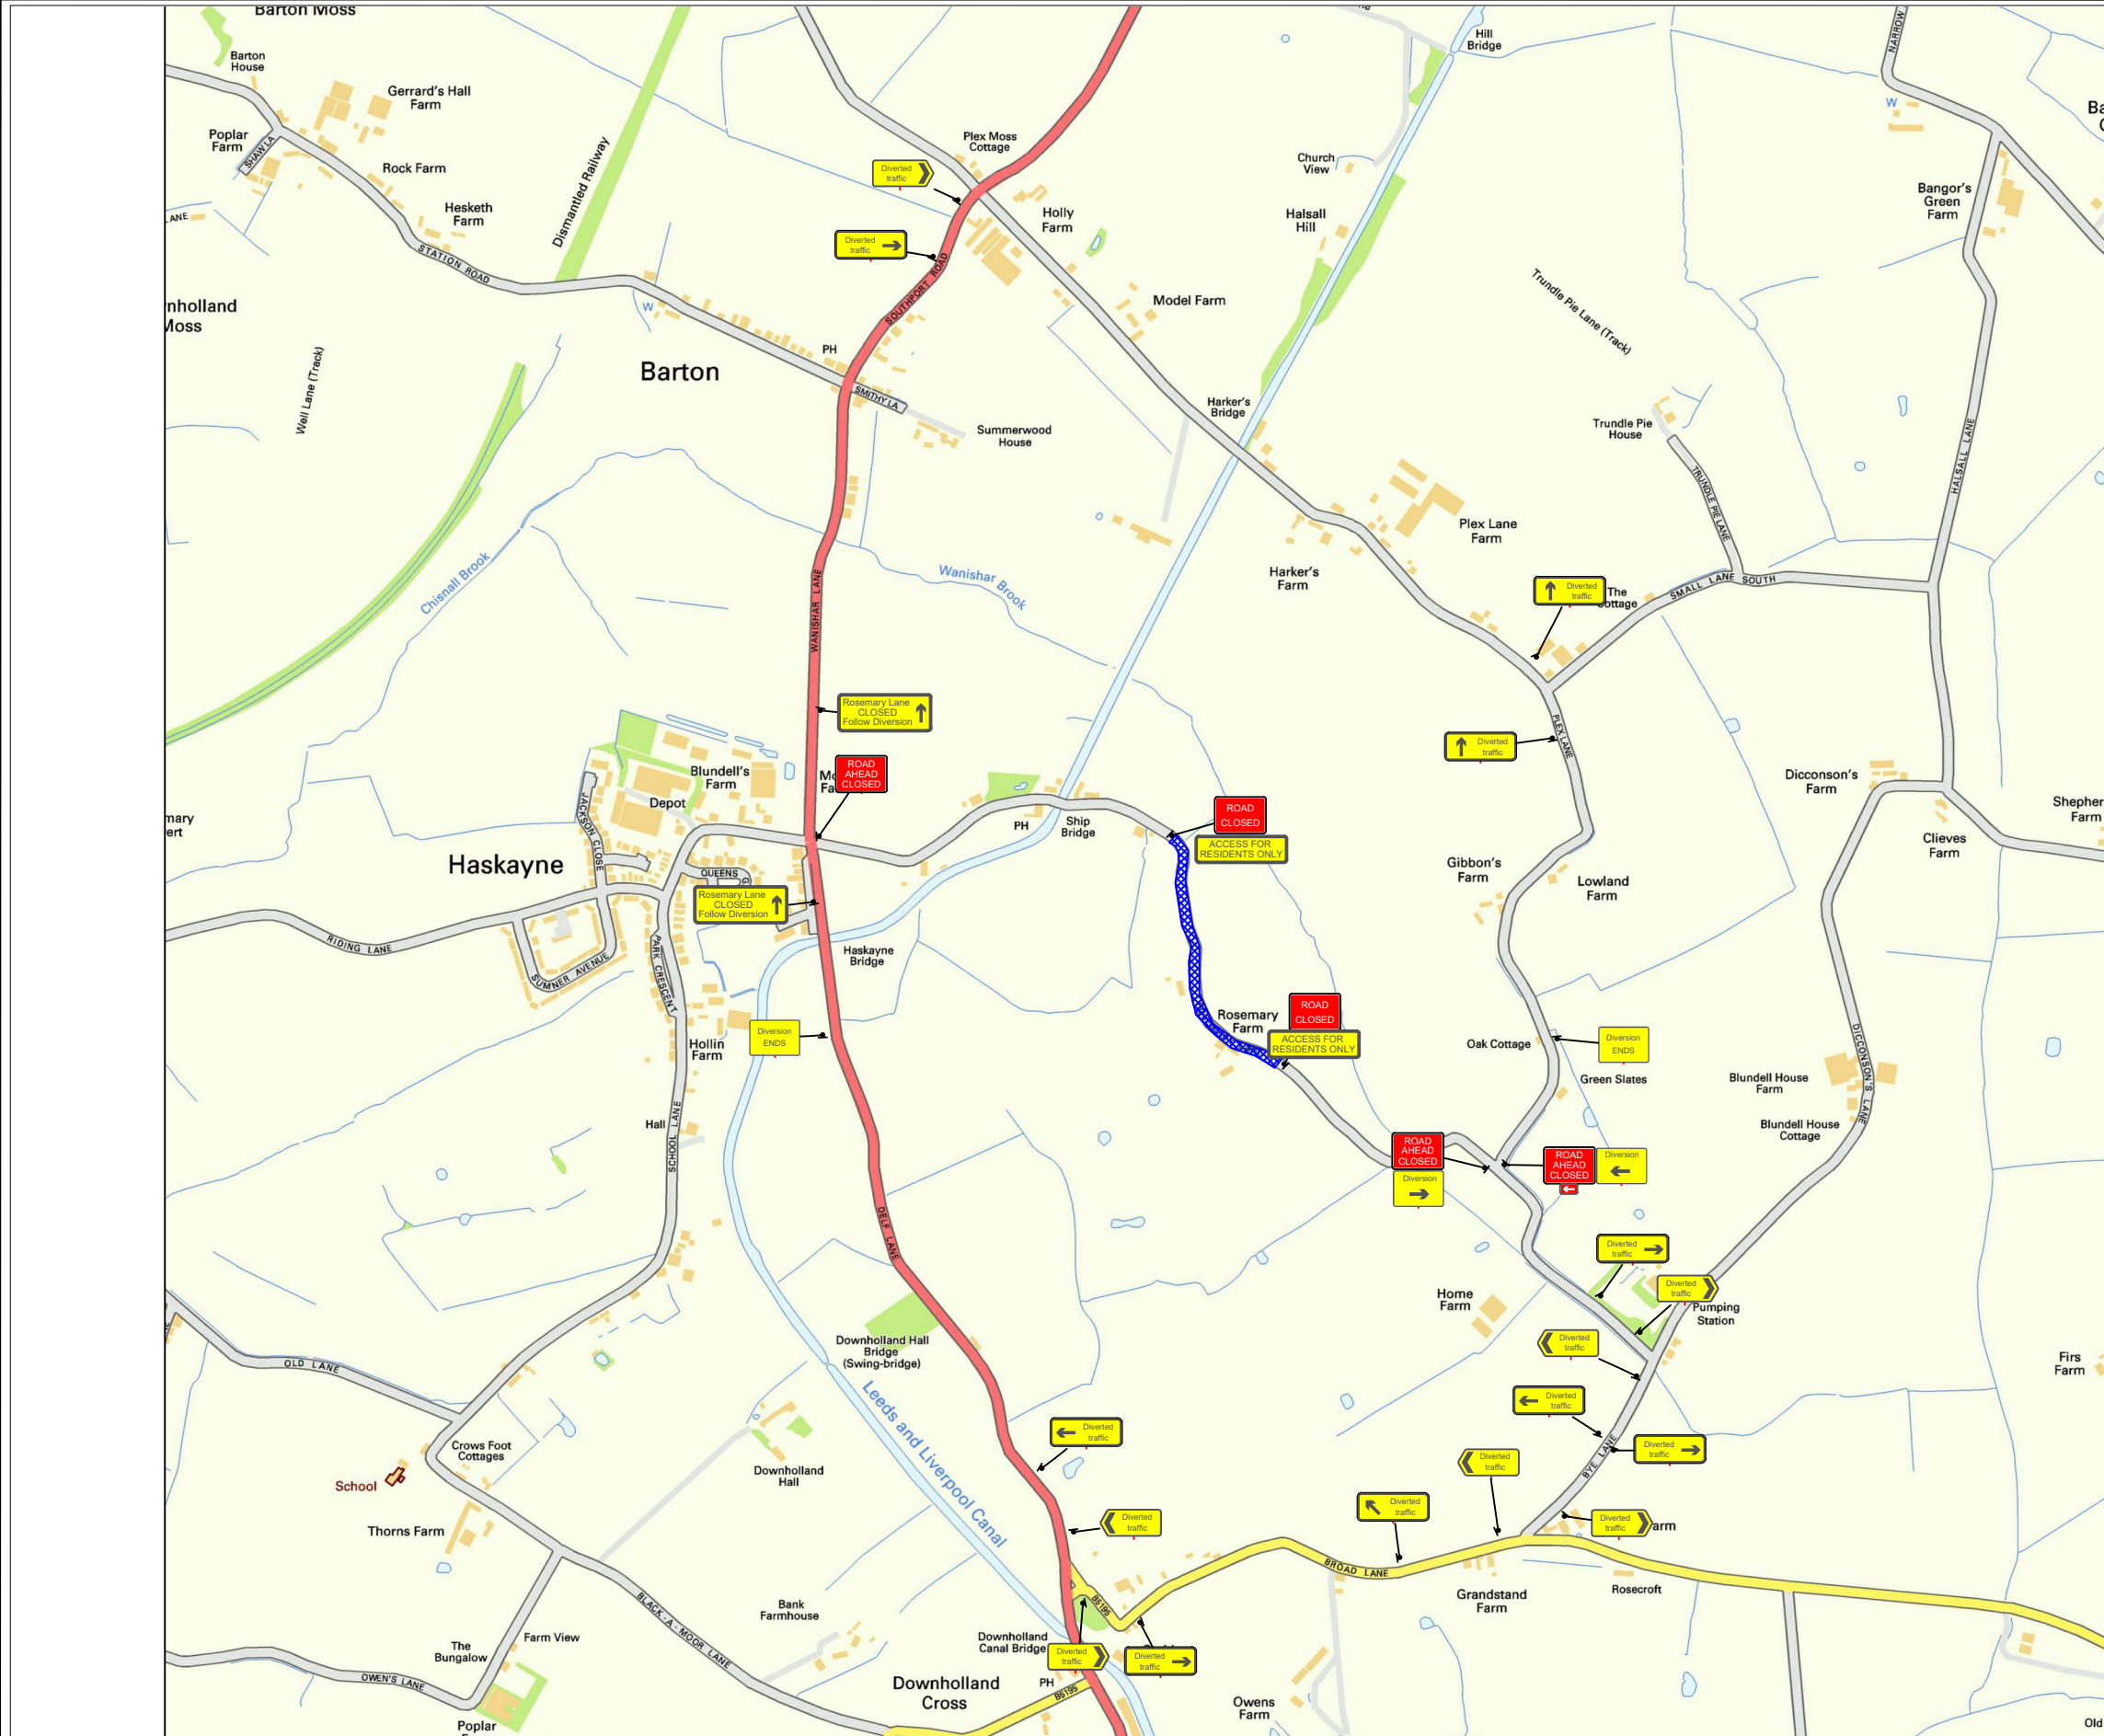 Barton Moss
Barton
House
Gerrard's Hall
Farm
Poplar
Farm
SHAW LA
Rock Farm
Hesketh
Farm
STATION ROAD
Dismantled Railway
LANE
Moss
Well Lane (Track)
Barton
W
PH
SMITHY LA
Summerwood
House
SOUTHPORT ROAD
Plex Moss
Cottage
Diverted
traffic
Diverted
traffic
Holly
Farm
Model Farm
Hill
Bridge
Church
View
Halsall
Hill
Harker's
Bridge
NARROW
W
Bangor's
Green
Farm
Trundle Pie Lane (Track)
Trundle Pie
House
TRUNDLE PIE LANE
HALSALL LANE
SMALL LANE SOUTH
Plex Lane
Farm
Harker's
Farm
Diverted
traffic
The
Cottage
Chisnall Brook
Wanishar Brook
WANISHAR LANE
Rosemary Lane
CLOSED
Follow Diversion
ROAD
AHEAD
CLOSED
Blundell's
Farm
Depot
JACKSON CLOSE
Haskayne
QUEENS
Rosemary Lane
CLOSED
Follow Diversion
RIDING LANE
SUMNER AVENUE
PARK CRESCENT
Haskayne
Bridge
PH
Ship
Bridge
ROAD
CLOSED
ACCESS FOR
RESIDENTS ONLY
Diverted
traffic
PLEX LANE
Gibbon's
Farm
Lowland
Farm
Dicconson's
Farm
Clieves
Farm
Farm
Diversion
ENDS
Hollin
Farm
Hall
SCHOOL LANE
Rosemary
Farm
ROAD
CLOSED
ACCESS FOR
RESIDENTS ONLY
Oak Cottage
Diversion
ENDS
Green Slates
Blundell House
Farm
Blundell House
Cottage
DICCONSON'S LANE
ROAD
AHEAD
CLOSED
Diversion
ROAD
AHEAD
CLOSED
Diversion
DELF LANE
Diverted
traffic
Diverted
traffic
Pumping
Station
Home
Farm
Diverted
traffic
Firs
Farm
Diverted
traffic
Diverted
traffic
BYE LANE
OLD LANE
Downholland Hall
Bridge
(Swing-bridge)
Leeds and Liverpool Canal
Downholland
Hall
Crows Foot
Cottages
School
Thorns Farm
Diverted
traffic
Diverted
traffic
Diverted
traffic
Diverted
traffic
Diverted
traffic
BROAD LANE
Grandstand
Farm
Rosecroft
B5195
BLACK-A-MOOR LANE
Bank
Farmhouse
Farm View
The
Bungalow
OWEN'S LANE
Poplar
Downholland
Canal Bridge
Diverted
traffic
Diverted
traffic
PH
B5195
Downholland
Cross
Owens
Farm
Old